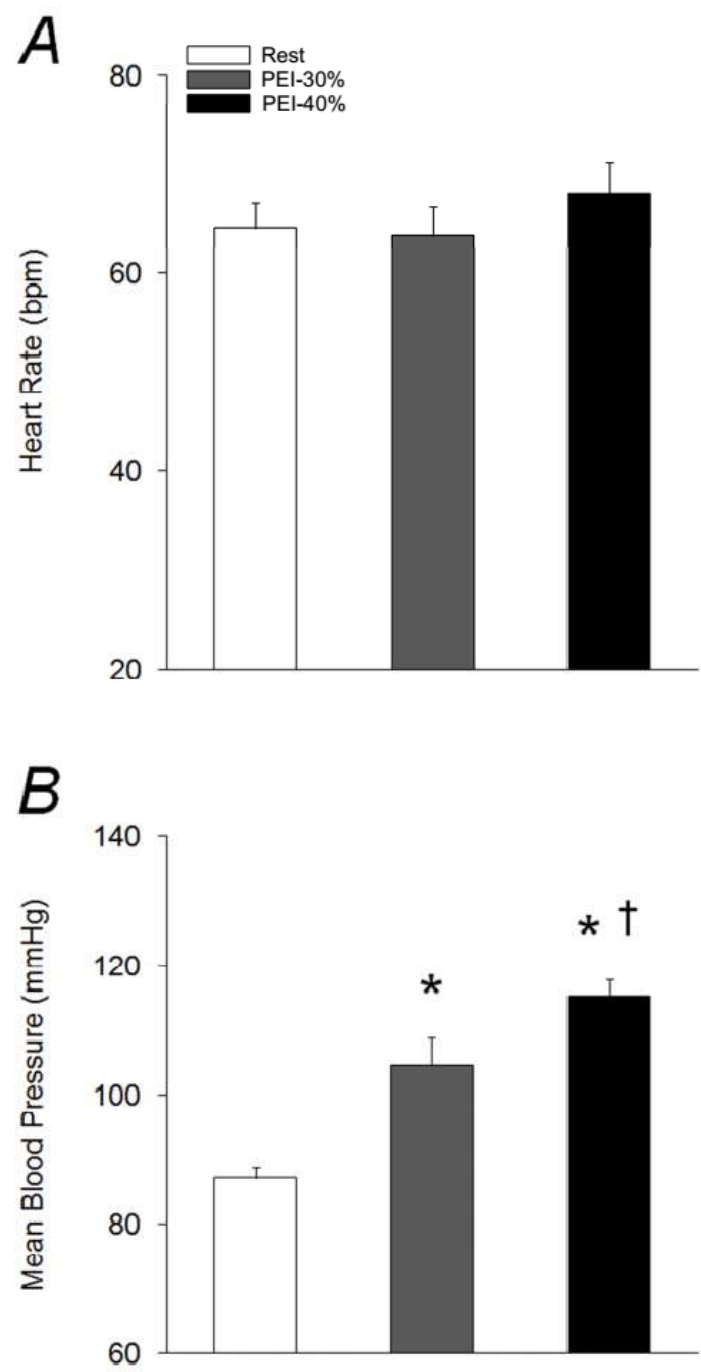 A
Rest
PEI-30%
PEI-40%
80
60
40
20
Heart Rate (bpm)
B
140
120
100
80
60
Mean Blood Pressure (mmHg)
*
* †